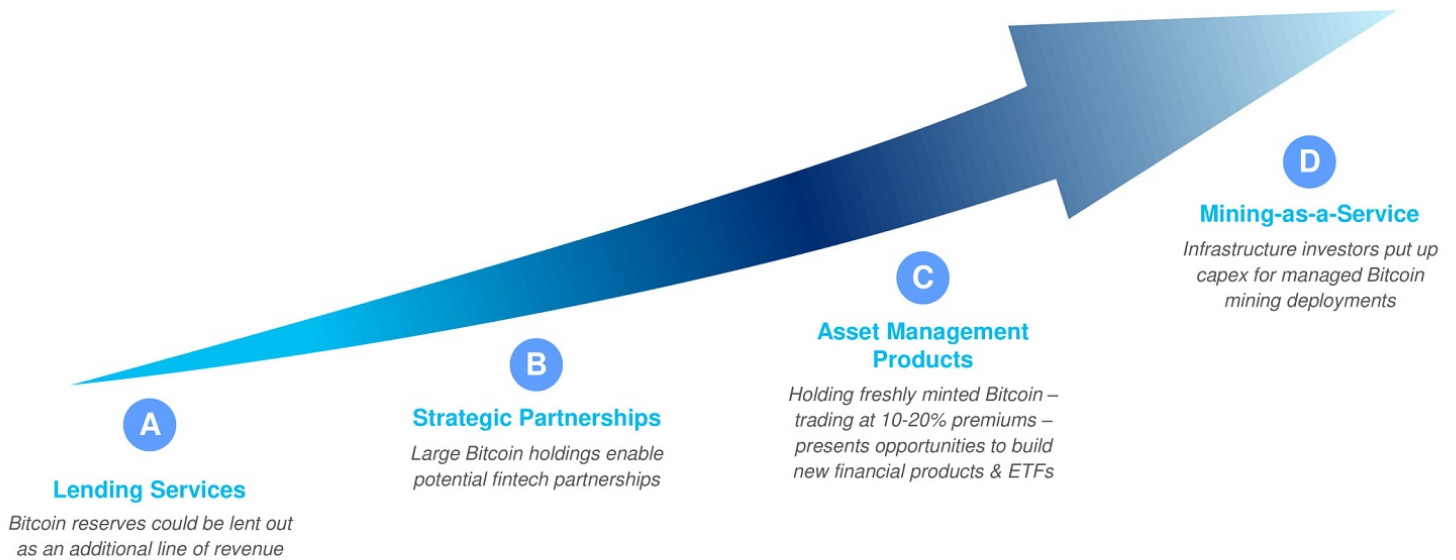 A
Lending Services
Bitcoin reserves could be lent out
as an additional line of revenue
B
Strategic Partnerships
Large Bitcoin holdings enable
potential fintech partnerships
C
Asset Management
Products
Holding freshly minted Bitcoin –
trading at 10-20% premiums –
presents opportunities to build
new financial products & ETFs
D
Mining-as-a-Service
Infrastructure investors put up
capex for managed Bitcoin
mining deployments